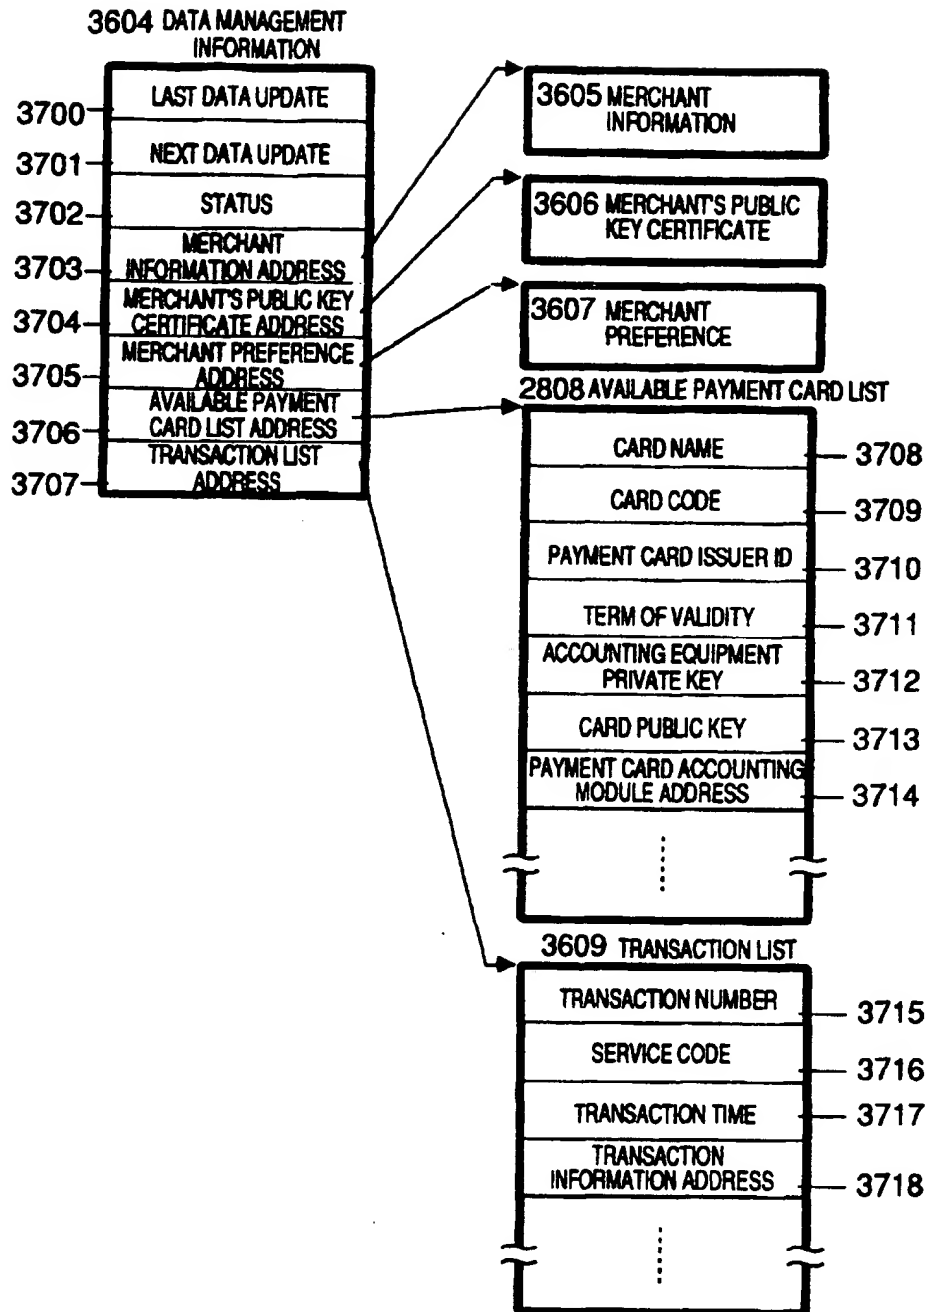 3604 DATA MANAGEMENT
INFORMATION
3700
LAST DATA UPDATE
3701
NEXT DATA UPDATE
3702
STATUS
3703
MERCHANT
INFORMATION ADDRESS
3704
MERCHANT'S PUBLIC KEY
CERTIFICATE ADDRESS
3705
MERCHANT PREFERENCE
ADDRESS
3706
AVAILABLE PAYMENT
CARD LIST ADDRESS
3707
TRANSACTION LIST
ADDRESS
3605 MERCHANT
INFORMATION
3606 MERCHANT'S PUBLIC
KEY CERTIFICATE
3607 MERCHANT
PREFERENCE
2808 AVAILABLE PAYMENT CARD LIST
CARD NAME
3708
CARD CODE
3709
PAYMENT CARD ISSUER ID
3710
TERM OF VALIDITY
3711
ACCOUNTING EQUIPMENT
PRIVATE KEY
3712
CARD PUBLIC KEY
3713
PAYMENT CARD ACCOUNTING
MODULE ADDRESS
3714
3609 TRANSACTION LIST
TRANSACTION NUMBER
3715
SERVICE CODE
3716
TRANSACTION TIME
3717
TRANSACTION
INFORMATION ADDRESS
3718